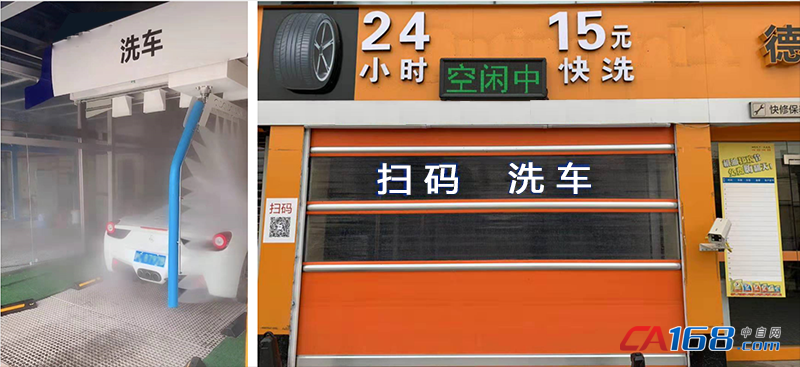 洗车
24
小时
15元
快洗
空闲中
德
快修保
扫码 洗车
扫码
CA168
中自网
.com